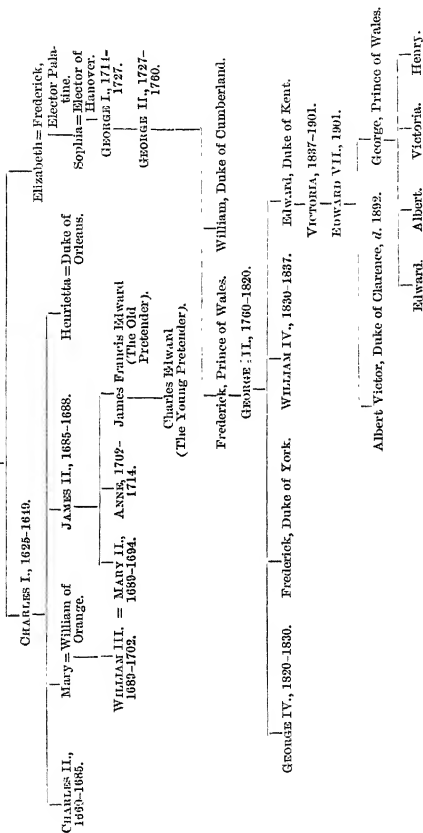 CHARLES I., 1625-1649.
Elizabeth = Frederick,
Elector Pala-
tine.
CHARLES II.,
1660-1685.
Mary = William of
Orange.
JAMES II., 1685-1688.
Henrietta = Duke of
Orleans.
Sophia = Elector of
Hanover.
WILLIAM III. = MARY II.,
1689-1702. 1689-1694.
ANNE, 1702-
1714.
James Francis Edward
(The Old
Pretender).
GEORGE I., 1714-
1727.
Charles Edward
(The Young Pretender).
GEORGE II., 1727-
1760.
Frederick, Prince of Wales.
William, Duke of Cumberland.
GEORGE III., 1760-1820.
GEORGE IV., 1820-1830.
Frederick, Duke of York.
WILLIAM IV., 1830-1837.
Edward, Duke of Kent.
VICTORIA, 1837-1901.
EDWARD VII., 1901.
Albert Victor, Duke of Clarence, d. 1892.
George, Prince of Wales.
Edward. Albert. Victoria. Henry.